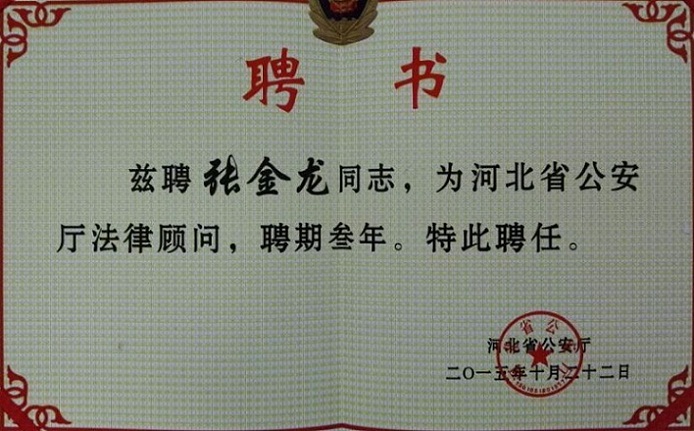 聘书
兹聘张金龙同志，为河北省公安
厅法律顾问，聘期叁年。特此聘任。
河北省公安厅
二〇一五年十月二十二日